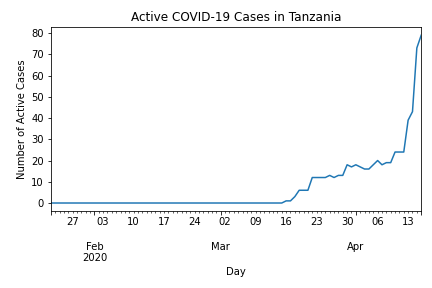 Active COVID-19 Cases in Tanzania
Number of Active Cases
80
70
60
50
40
30
20
10
0
27 03 10 17 24 02 09 16 23 30 06 13
Feb Mar Apr
2020
Day